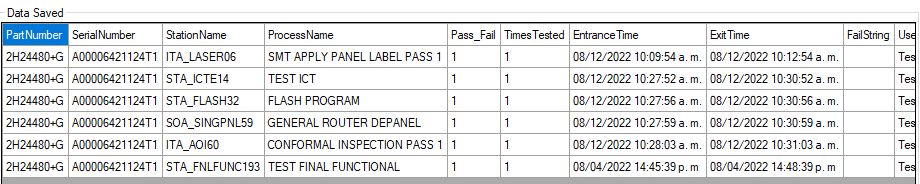 Data Saved
PartNumber SerialNumber StationName ProcessName Pass_Fail TimesTested EntranceTime ExitTime FailString Use
2H24480+G A00006421124T1 ITA_LASER06 SMT APPLY PANEL LABEL PASS 1 1 1 08/12/2022 10:09:54 a. m. 08/12/2022 10:12:54 a. m. Tes
2H24480+G A00006421124T1 STA_ICTE14 TEST ICT 1 1 08/12/2022 10:27:52 a. m. 08/12/2022 10:30:52 a. m. Tes
2H24480+G A00006421124T1 STA_FLASH32 FLASH PROGRAM 1 1 08/12/2022 10:27:56 a. m. 08/12/2022 10:30:56 a. m. Tes
2H24480+G A00006421124T1 SOA_SINGPNL59 GENERAL ROUTER DEPANEL 1 1 08/12/2022 10:27:59 a. m. 08/12/2022 10:30:59 a. m. Tes
2H24480+G A00006421124T1 ITA_AOI60 CONFORMAL INSPECTION PASS 1 1 1 08/12/2022 10:28:03 a. m. 08/12/2022 10:31:03 a. m. Tes
2H24480+G A00006421124T1 STA_FNLFUNC193 TEST FINAL FUNCTIONAL 1 1 08/04/2022 14:45:39 p. m 08/04/2022 14:48:39 p. m Tes